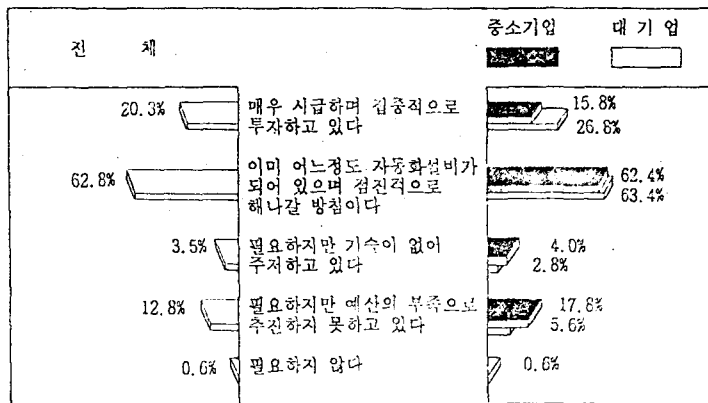 전 체
중소기업 대 기 업
20.3%
매우 시급하며 집중적으로
투자하고 있다
15.8%
26.8%
62.8%
이미 어느정도 자동화설비가
되어 있으며 점진적으로
해나갈 방침이다
62.4%
63.4%
3.5%
필요하지만 기술이 없어
주저하고 있다
4.0%
2.8%
12.8%
필요하지만 예산의 부족으로
추진하지 못하고 있다
17.8%
5.6%
0.6%
필요하지 않다
0.6%